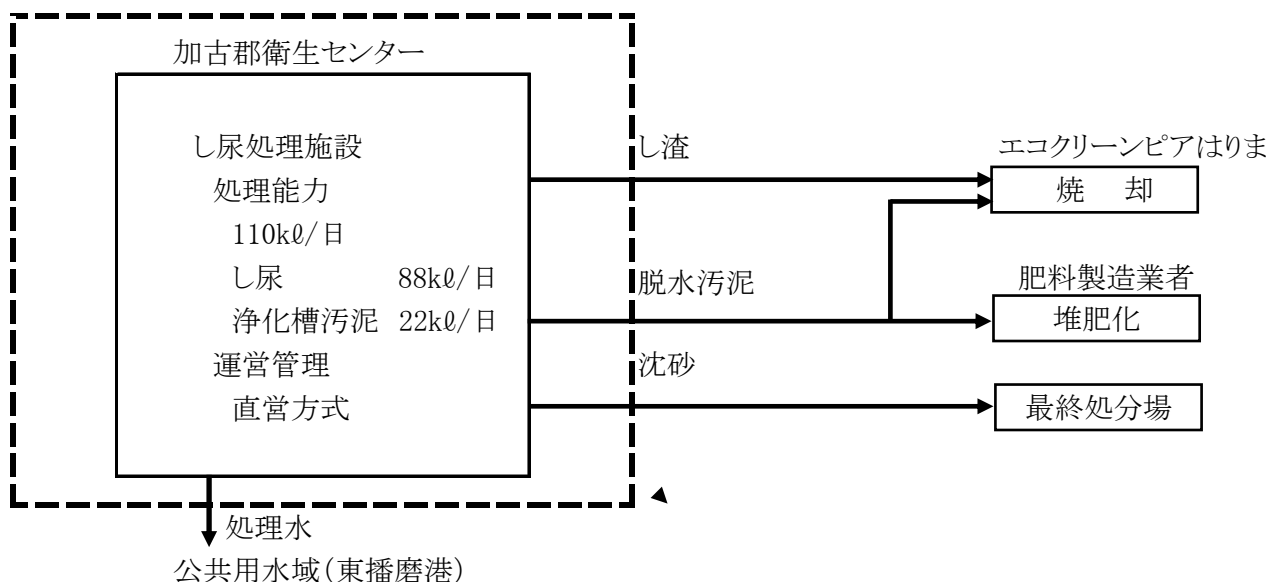 加古郡衛生センター
し尿処理施設
処理能力
110kℓ/日
し尿 88kℓ/日
浄化槽汚泥 22kℓ/日
運営管理
直営方式
し渣
エコクリーンピアはりま
焼 却
脱水汚泥
肥料製造業者
堆肥化
沈砂
最終処分場
処理水
公共用水域(東播磨港)